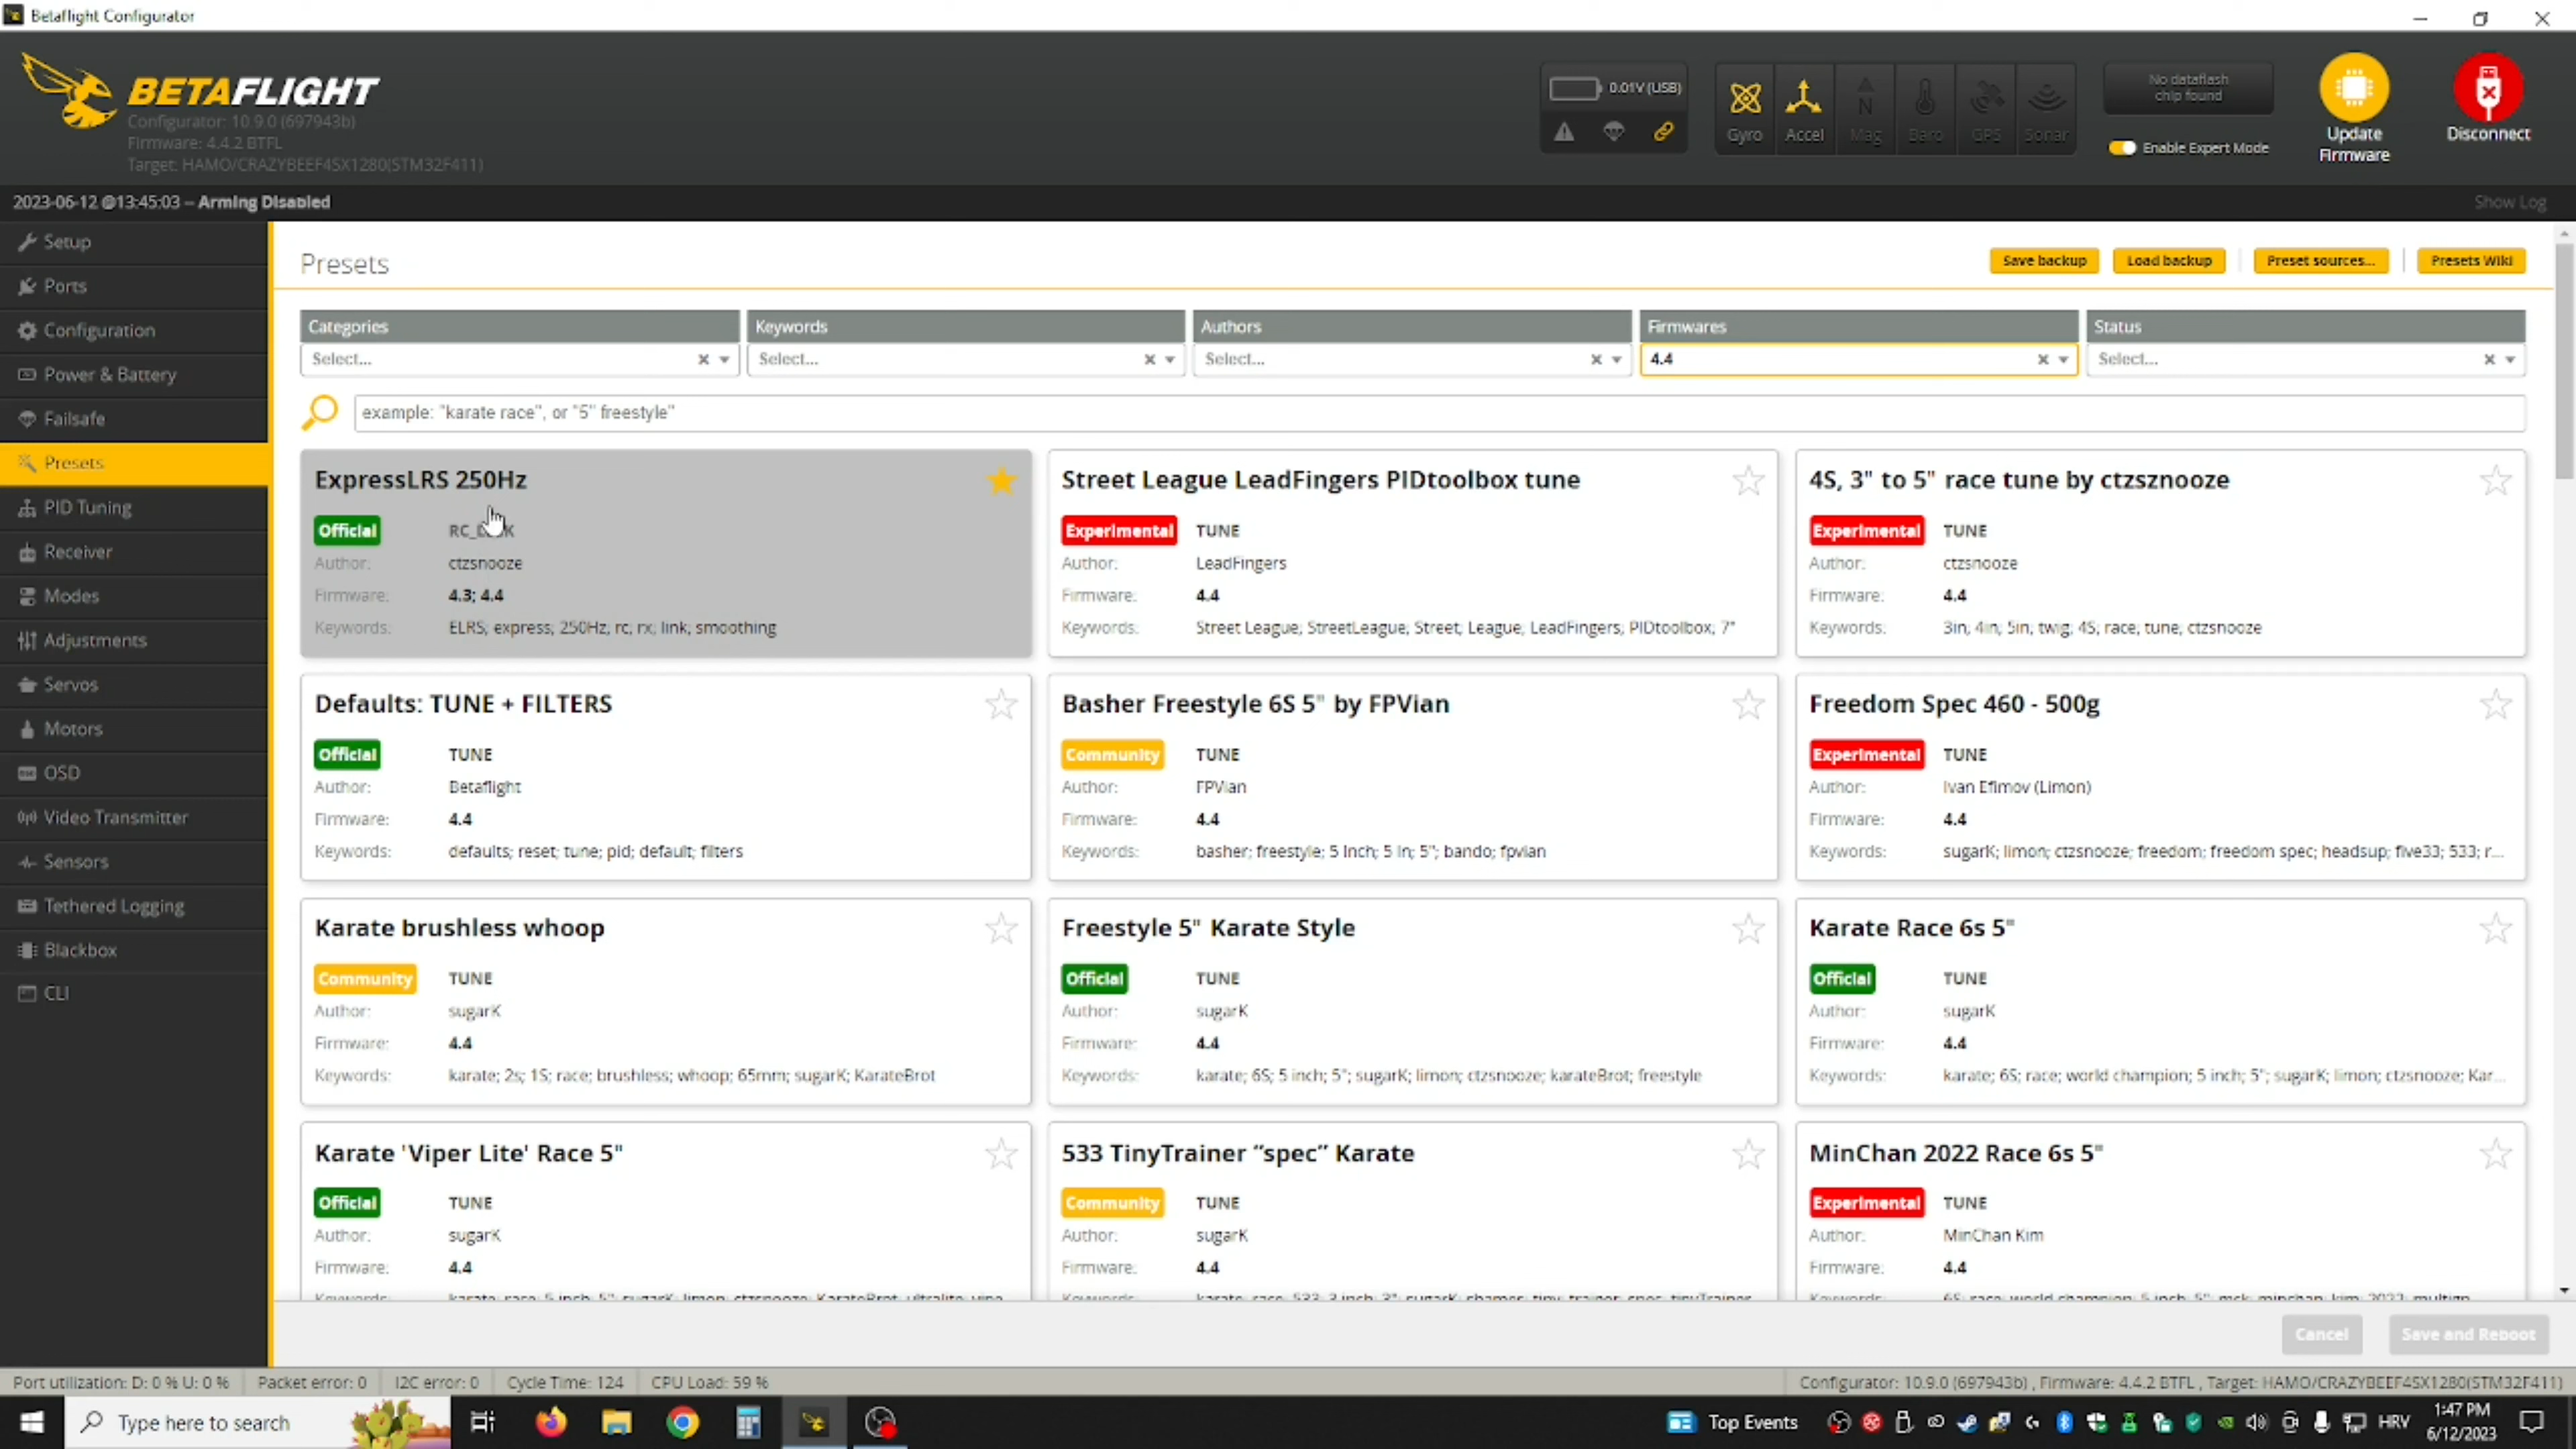 Betaflight Configurator
BETAFLIGHT
Configurator: 10.9.0 (697943b)
Firmware: 4.4.2 BTFL
Target: HAMO/CRAZYBEEF4SX1280(STM32F411)
0.01V (USB)
Gyro
Accel
Mag
Baro
GPS
Sonar
No dataflash
chip found
Enable Expert Mode
Update
Firmware
Disconnect
2023-06-12 @13:45:03 -- Arming Disabled
Show Log
Setup
Ports
Configuration
Power & Battery
Failsafe
Presets
PID Tuning
Receiver
Modes
Adjustments
Servos
Motors
OSD
Video Transmitter
Sensors
Tethered Logging
Blackbox
CLI
Presets
Save backup
Load backup
Preset sources...
Presets Wiki
Categories
Keywords
Authors
Firmwares
Status
Select...
Select...
Select...
4.4
Select...
example: "karate race", or "5" freestyle"
ExpressLRS 250Hz
Official
Author: ctzsnooze
Firmware: 4.3; 4.4
Keywords: ELRS; express; 250Hz; rc; rx; link; smoothing
Street League LeadFingers PIDtoolbox tune
Experimental TUNE
Author: LeadFingers
Firmware: 4.4
Keywords: Street League; StreetLeague; Street; League; LeadFingers; PIDtoolbox; 7"
4S, 3" to 5" race tune by ctzsznooze
Experimental TUNE
Author: ctzsnooze
Firmware: 4.4
Keywords: 3in; 4in; 5in; twig; 4S; race; tune; ctzsnooze
Defaults: TUNE + FILTERS
Official TUNE
Author: Betaflight
Firmware: 4.4
Keywords: defaults; reset; tune; pid; default; filters
Basher Freestyle 6S 5" by FPVian
Community TUNE
Author: FPVian
Firmware: 4.4
Keywords: basher; freestyle; 5 inch; 5 in; 5"; bando; fpvian
Freedom Spec 460 - 500g
Experimental TUNE
Author: Ivan Efimov (Limon)
Firmware: 4.4
Keywords: sugarK; limon; ctzsnooze; freedom; freedom spec; headsup; five33; 533; r...
Karate brushless whoop
Community TUNE
Author: sugarK
Firmware: 4.4
Keywords: karate; 2s; 1S; race; brushless; whoop; 65mm; sugarK; KarateBrot
Freestyle 5" Karate Style
Official TUNE
Author: sugarK
Firmware: 4.4
Keywords: karate; 6S; 5 inch; 5"; sugarK; limon; ctzsnooze; karateBrot; freestyle
Karate Race 6s 5"
Official TUNE
Author: sugarK
Firmware: 4.4
Keywords: karate; 6S; race; world champion; 5 inch; 5"; sugarK; limon; ctzsnooze; Kar...
Karate 'Viper Lite' Race 5"
Official TUNE
Author: sugarK
Firmware: 4.4
533 TinyTrainer “spec” Karate
Community TUNE
Author: sugarK
Firmware: 4.4
MinChan 2022 Race 6s 5"
Experimental TUNE
Author: MinChan Kim
Firmware: 4.4
Cancel
Save and Reboot
Port utilization: D: 0 % U: 0 %
Packet error: 0
I2C error: 0
Cycle Time: 124
CPU Load: 59 %
Configurator: 10.9.0 (697943b) , Firmware: 4.4.2 BTFL , Target: HAMO/CRAZYBEEF4SX1280(STM32F411)
Type here to search
Top Events
HRV
1:47 PM
6/12/2023